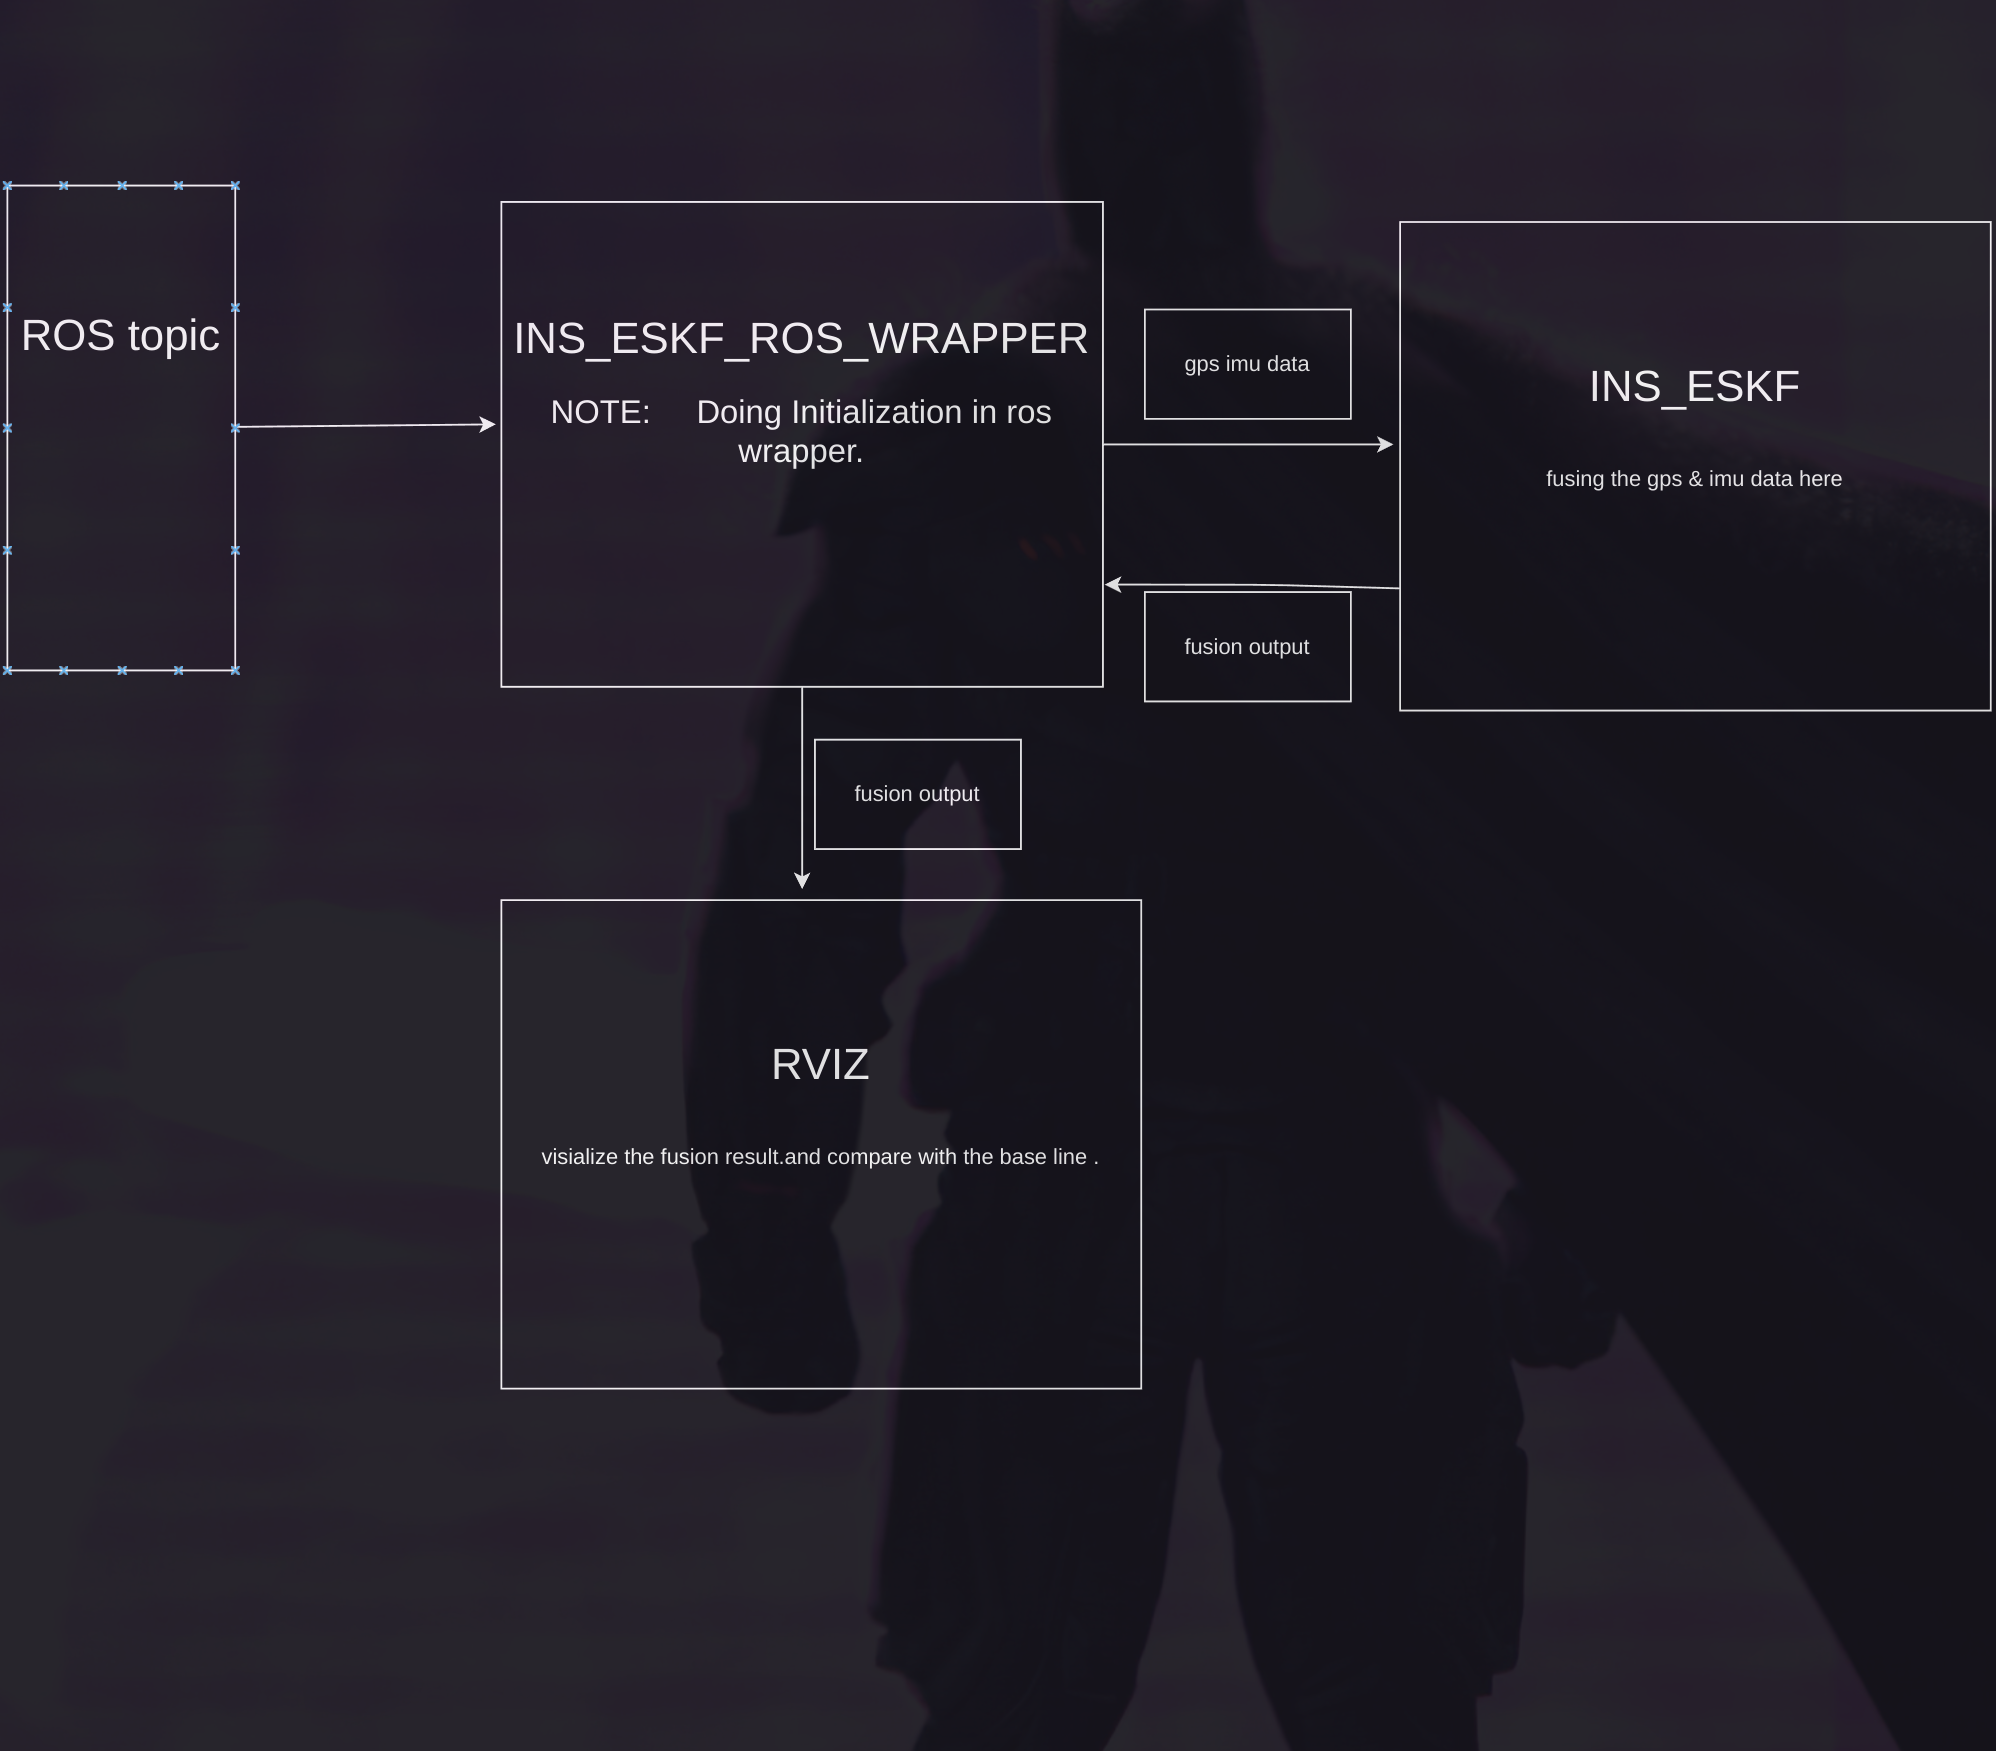 ROS topic
INS_ESKF_ROS_WRAPPER
NOTE: Doing Initialization in ros
wrapper.
gps imu data
INS_ESKF
fusing the gps & imu data here
fusion output
fusion output
RVIZ
visialize the fusion result.and compare with the base line .